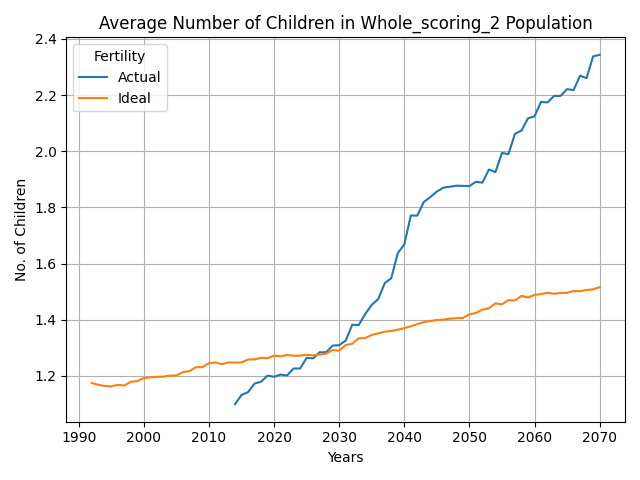 Average Number of Children in Whole_scoring_2 Population
Fertility
Actual
Ideal
No. of Children
2.4
2.2
2.0
1.8
1.6
1.4
1.2
1990 2000 2010 2020 2030 2040 2050 2060 2070
Years